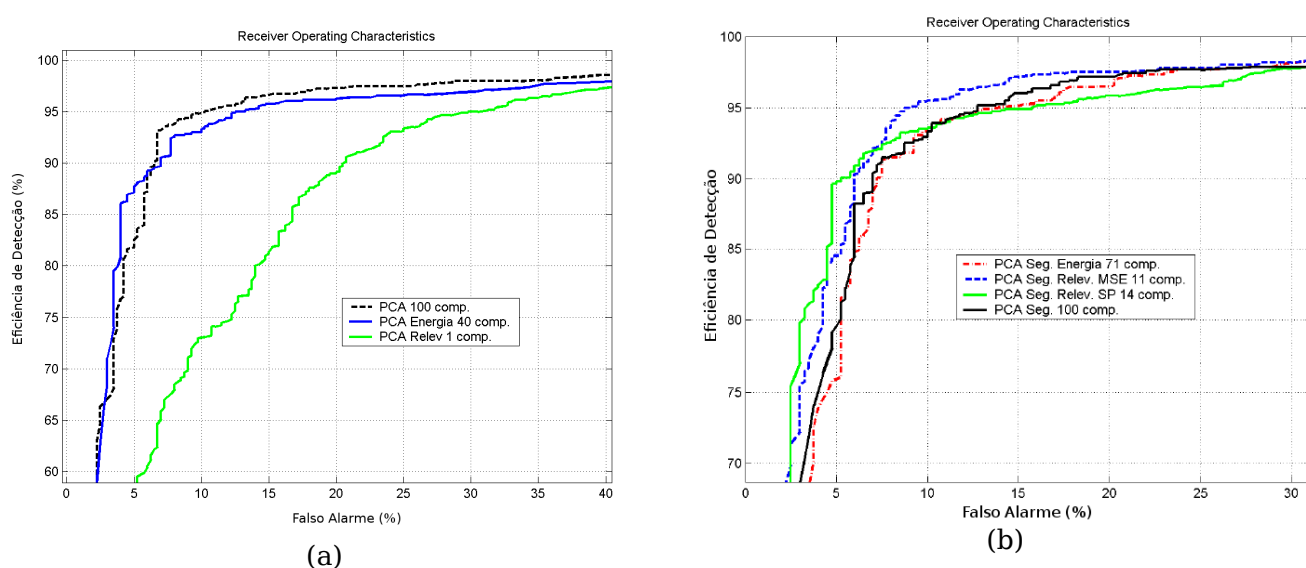 Receiver Operating Characteristics
Eficiência de Detecção (%)
100
95
90
85
80
75
70
65
60
0 5 10 15 20 25 30 35 40
PCA 100 comp.
PCA Energia 40 comp.
PCA Relev 1 comp.
Falso Alarme (%)
(a)
Receiver Operating Characteristics
Eficiência de Detecção
100
95
90
85
80
75
70
0 5 10 15 20 25 30
PCA Seg. Energia 71 comp.
PCA Seg. Relev. MSE 11 comp.
PCA Seg. Relev. SP 14 comp.
PCA Seg. 100 comp.
Falso Alarme (%)
(b)